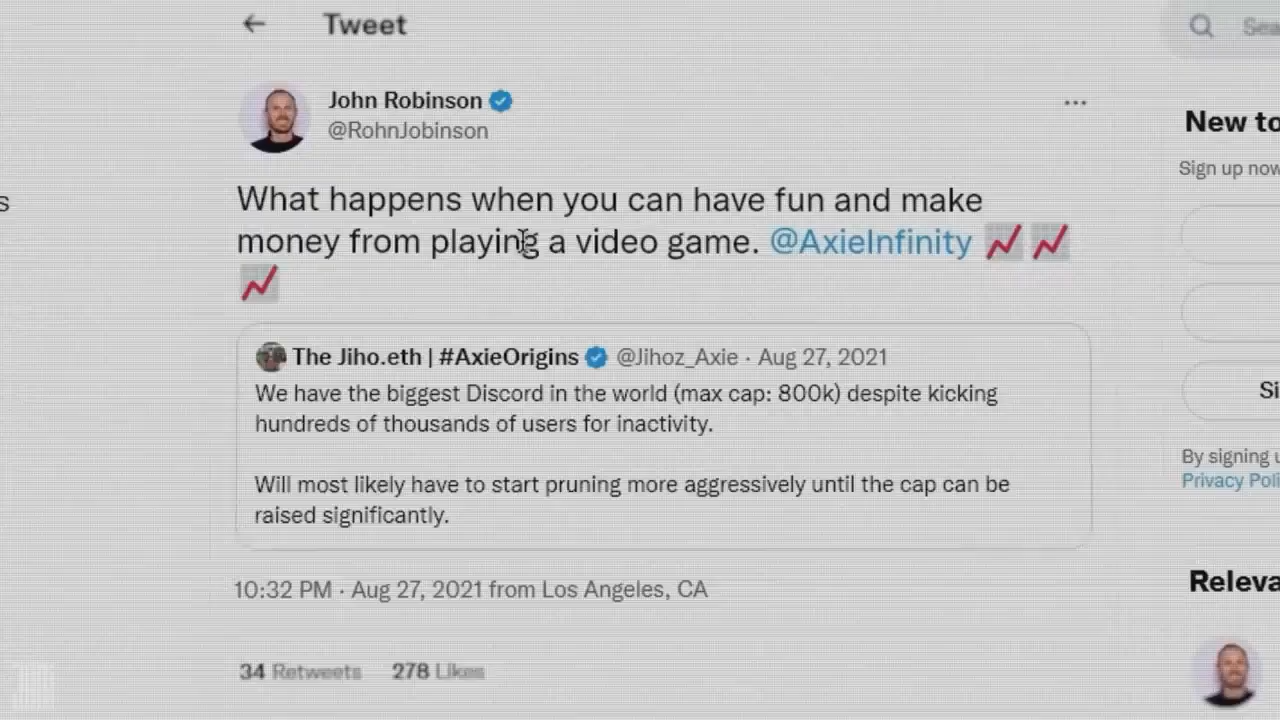 Tweet
John Robinson
@RohnJobinson
What happens when you can have fun and make
money from playing a video game. @AxieInfinity 📈📈
📈
The Jiho.eth | #AxieOrigins @Jihoz_Axie · Aug 27, 2021
We have the biggest Discord in the world (max cap: 800k) despite kicking
hundreds of thousands of users for inactivity.
Will most likely have to start pruning more aggressively until the cap can be
raised significantly.
10:32 PM · Aug 27, 2021 from Los Angeles, CA
34 Retweets 278 Likes
s
Sea
New to
Sign up now
Si
By signing u
Privacy Poli
Releva